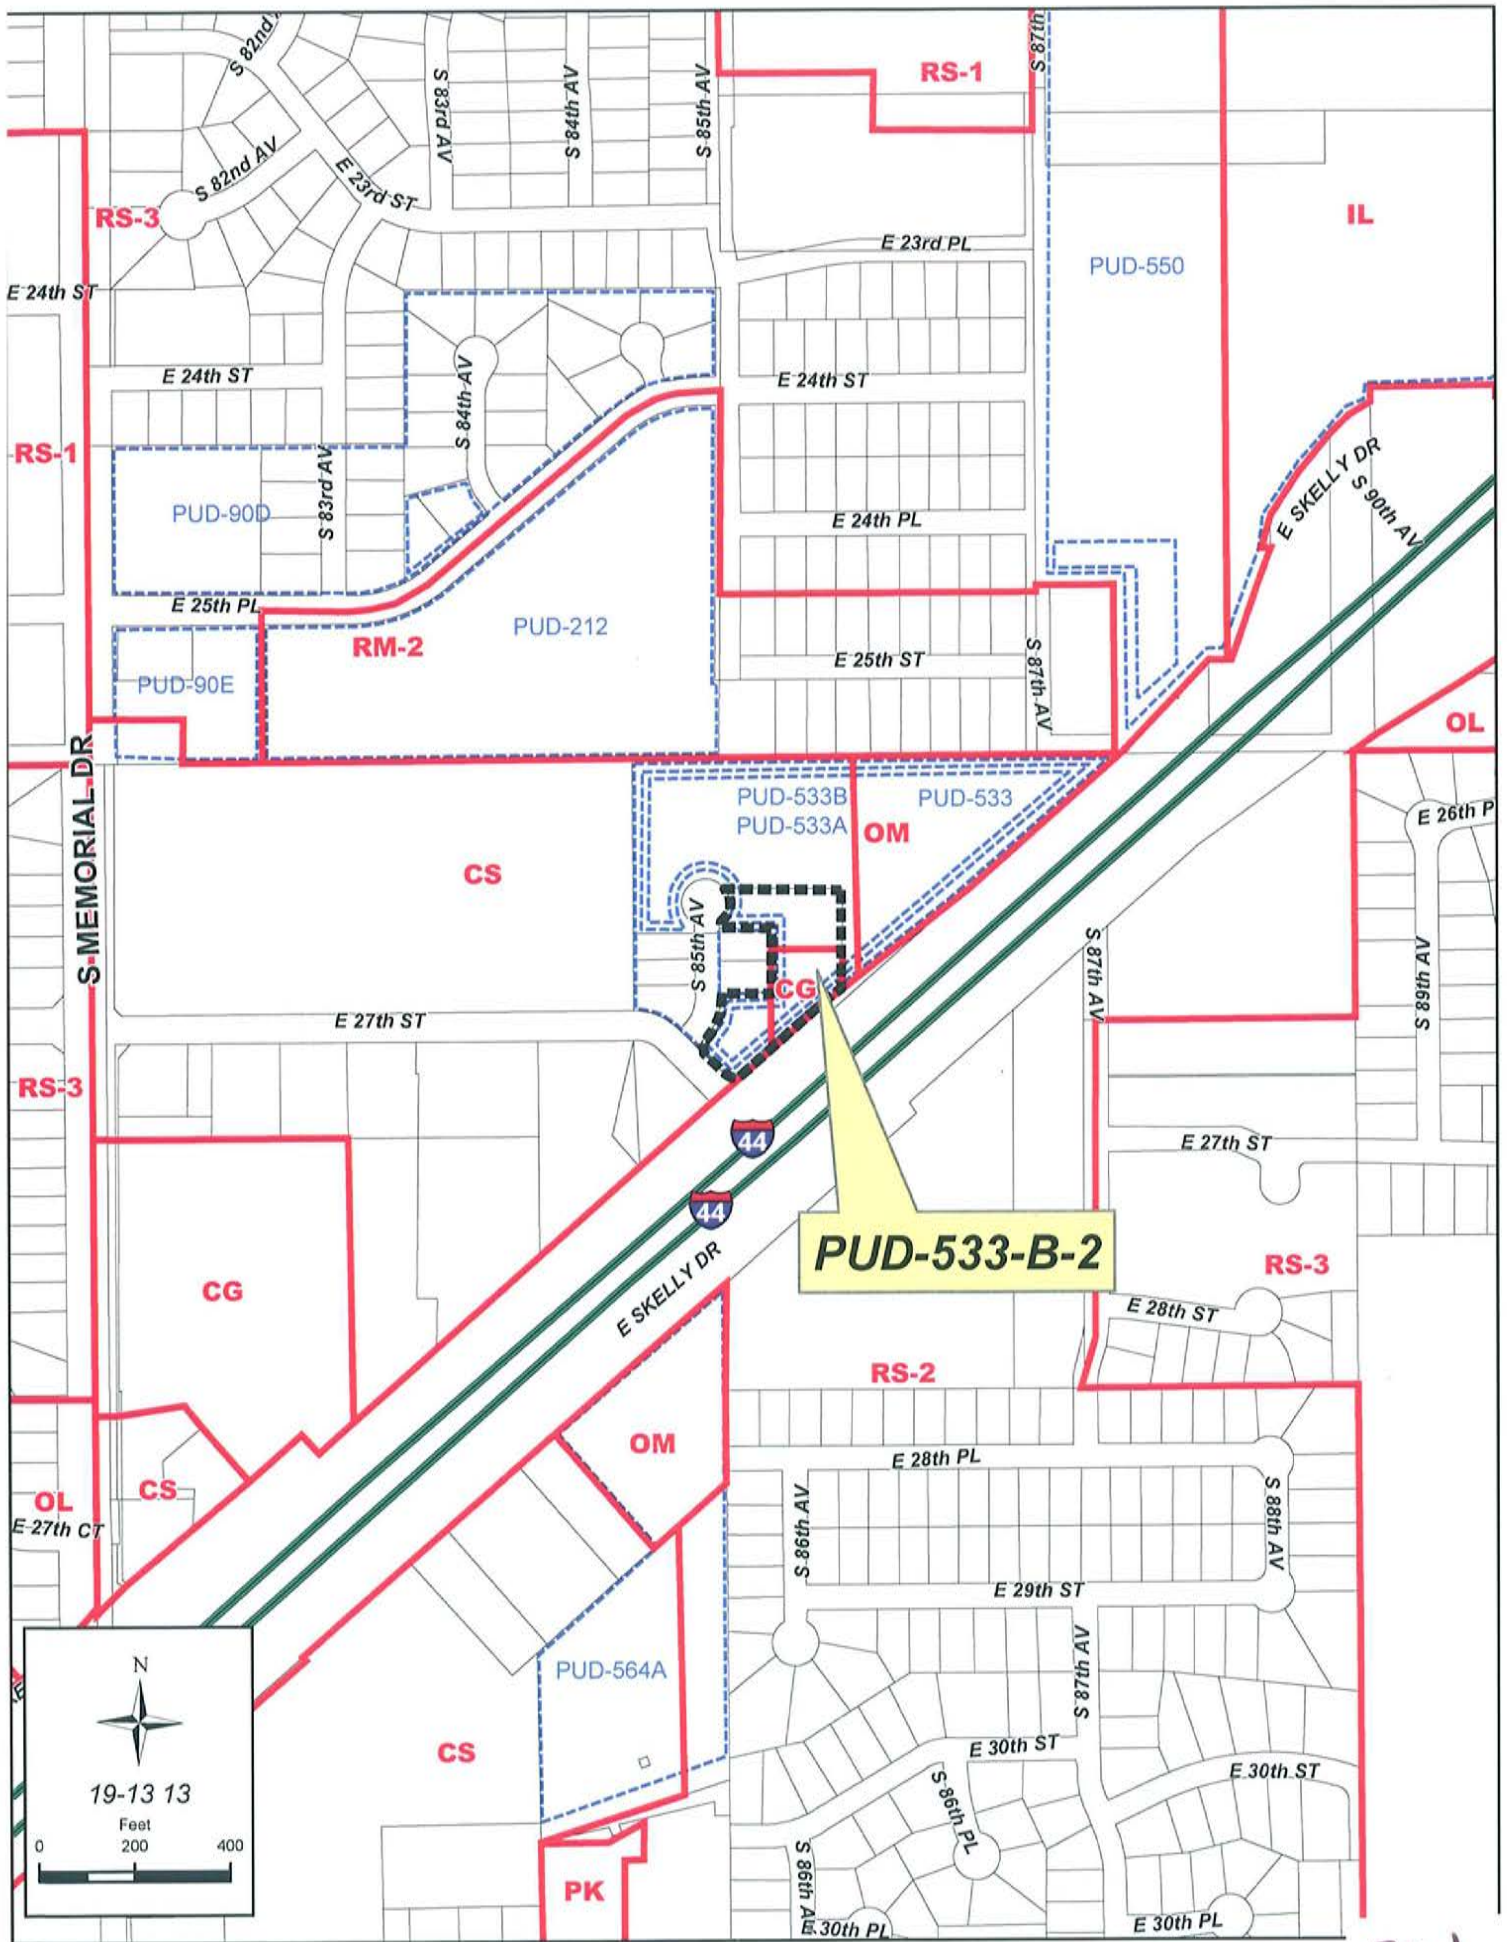 S 82nd
S 83rd AV
S 84th AV
S 85th AV
S 87th
RS-1
S 82nd AV
E 23rd ST
RS-3
IL
E 23rd PL
PUD-550
E 24th ST
E 24th ST
E 24th ST
S 84th AV
RS-1
S 83rd AV
E SKELLY DR
S 90th AV
PUD-90D
E 24th PL
E 25th PL
PUD-212
RM-2
E 25th ST
S 87th AV
PUD-90E
OL
S MEMORIAL DR
PUD-533B
PUD-533A
PUD-533
OM
E 26th P
CS
S 85th AV
S 87th AV
S 89th AV
CG
E 27th ST
RS-3
44
E 27th ST
44
PUD-533-B-2
RS-3
CG
E SKELLY DR
E 28th ST
RS-2
OM
E 28th PL
CS
OL
E 27th CT
S 86th AV
S 88th AV
E 29th ST
S 87th AV
PUD-564A
N
CS
E 30th ST
E 30th ST
S 86th PL
19-13 13
Feet
0 200 400
S 86th A
PK
E 30th PL
E 30th PL